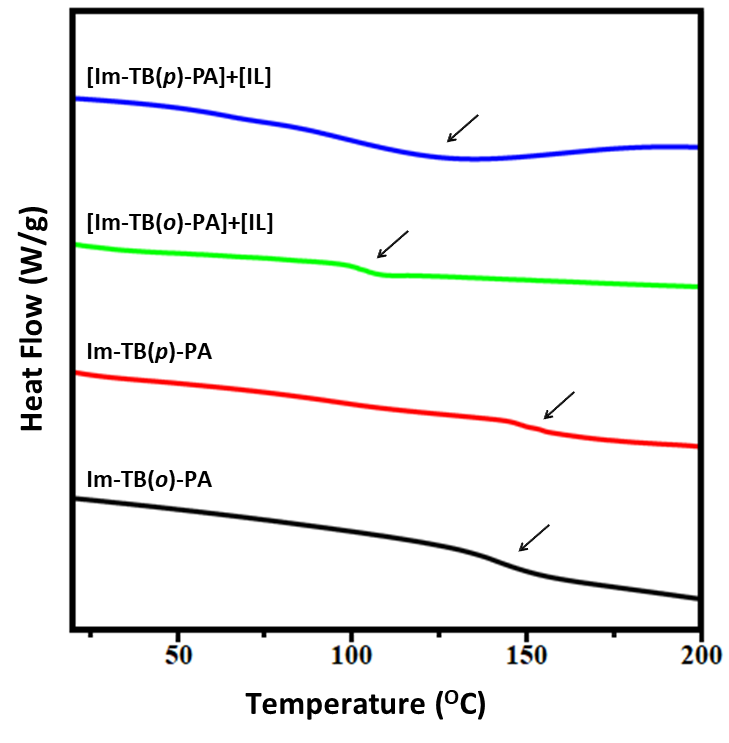 [Im-TB(p)-PA]+[IL]
[Im-TB(o)-PA]+[IL]
Im-TB(p)-PA
Im-TB(o)-PA
Heat Flow (W/g)
50 100 150 200
Temperature (ᴼC)